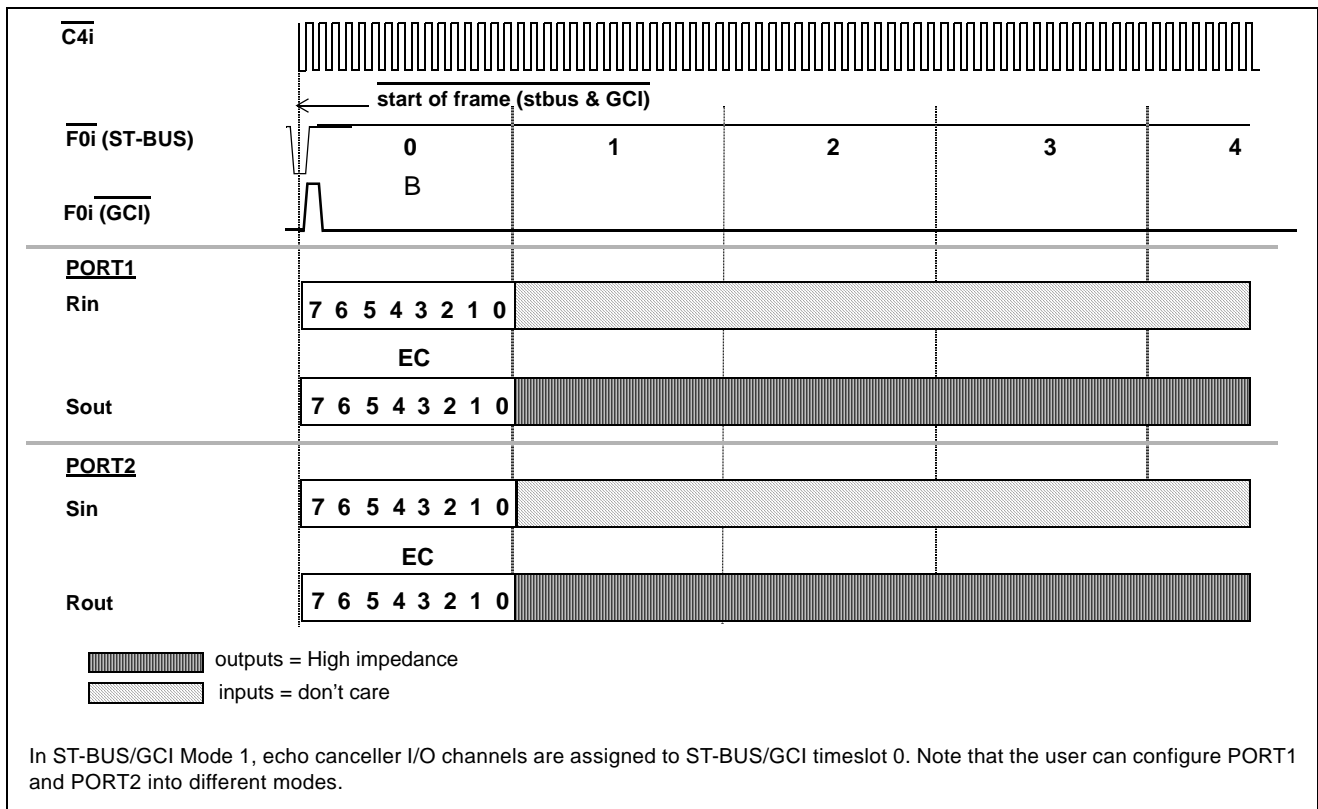 C4i
start of frame (stbus & GCI)
F0i (ST-BUS)
0 1 2 3 4
B
F0i (GCI)
PORT1
Rin
7 6 5 4 3 2 1 0
EC
Sout
7 6 5 4 3 2 1 0
PORT2
Sin
7 6 5 4 3 2 1 0
EC
Rout
7 6 5 4 3 2 1 0
outputs = High impedance
inputs = don't care
In ST-BUS/GCI Mode 1, echo canceller I/O channels are assigned to ST-BUS/GCI timeslot 0. Note that the user can configure PORT1
and PORT2 into different modes.